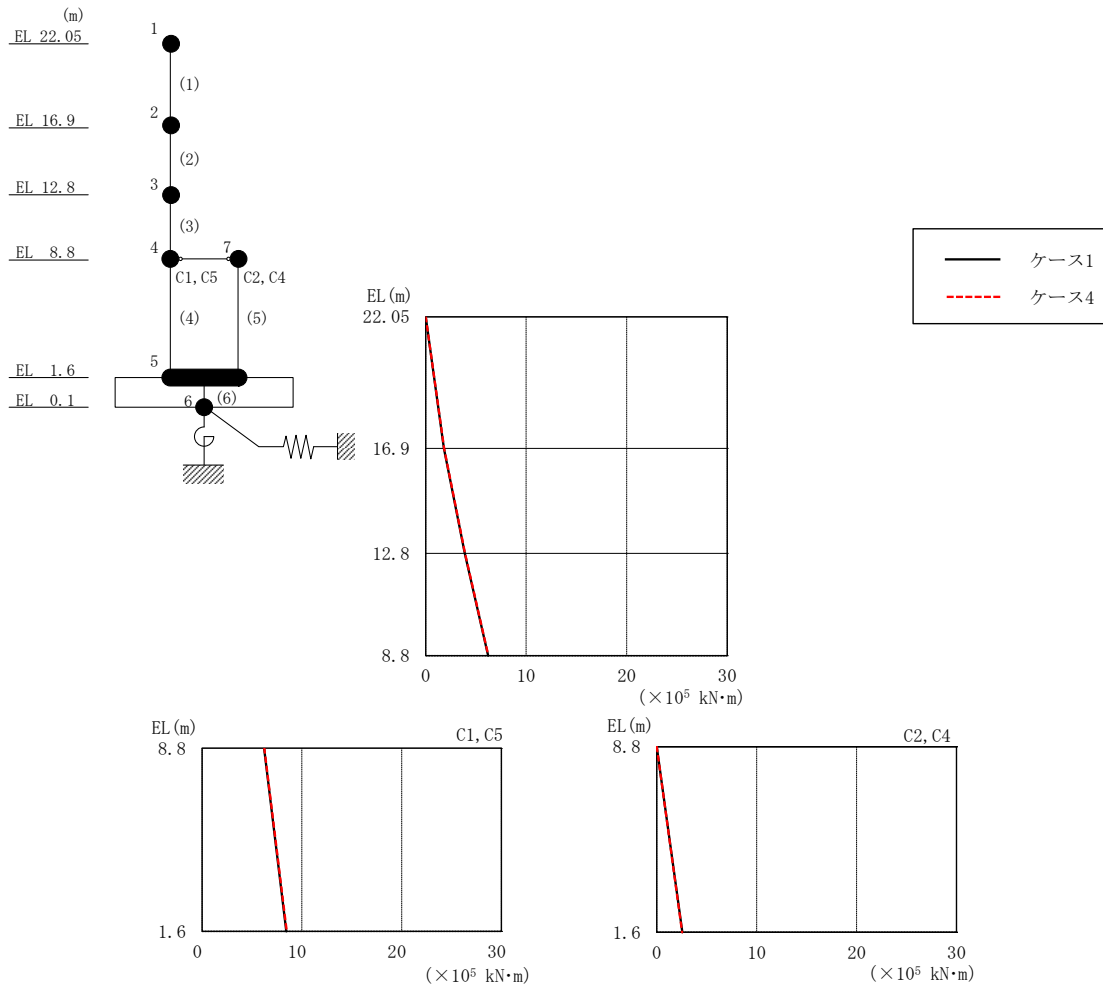 (m)
EL 22.05
1
(1)
EL 16.9
2
(2)
EL 12.8
3
(3)
EL 8.8
4
7
C1,C5
C2,C4
(4)
(5)
EL 1.6
5
EL 0.1
6
(6)
ケース1
ケース4
EL(m)
22.05
16.9
12.8
8.8
0 10 20 30
(×10⁵ kN·m)
EL(m)
C1,C5
8.8
1.6
0 10 20 30
(×10⁵ kN·m)
EL(m)
C2,C4
8.8
1.6
0 10 20 30
(×10⁵ kN·m)